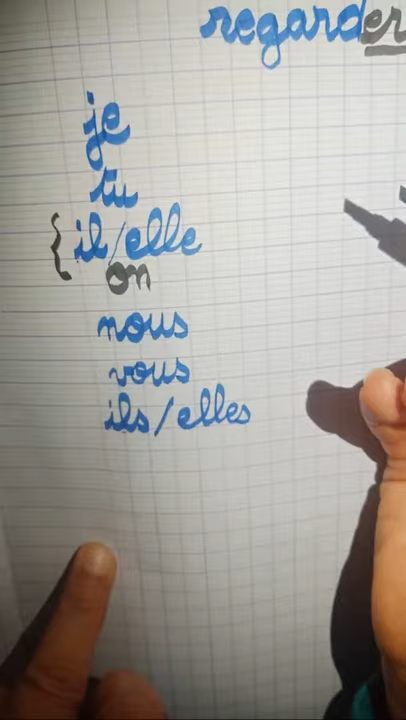 regarder
je
tu
{ il/elle
on
nous
vous
ils/elles